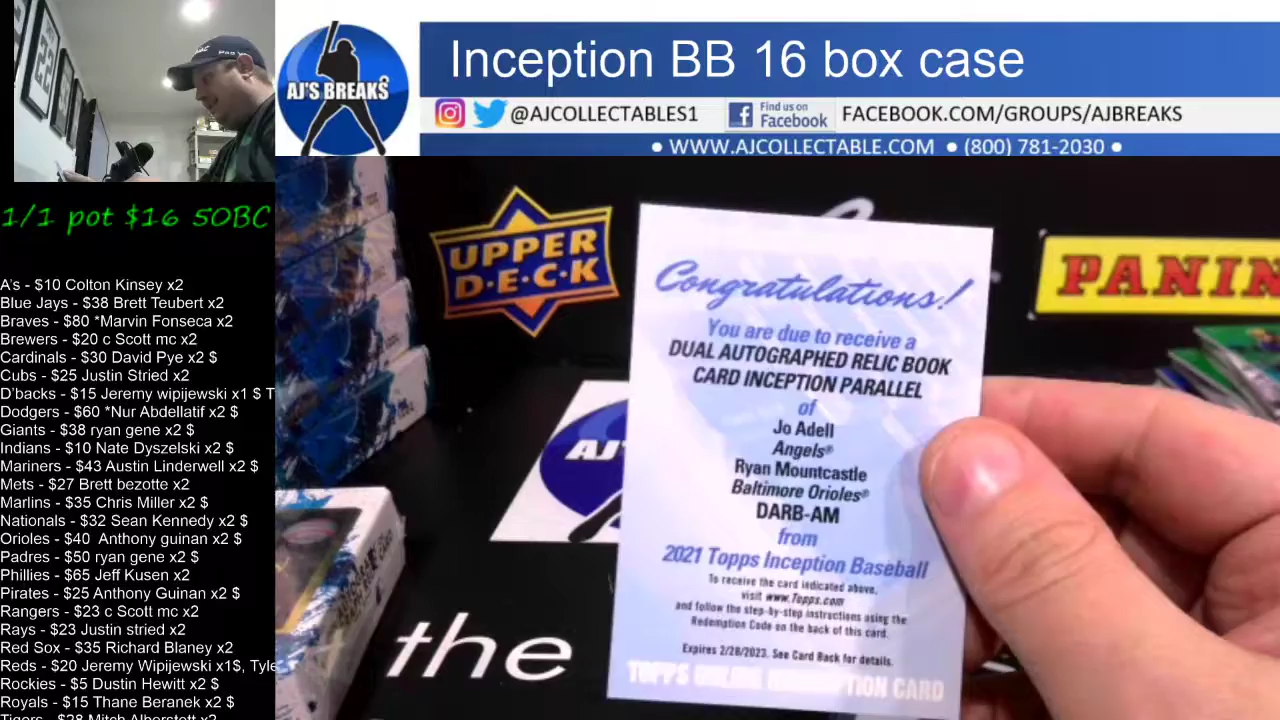 Inception BB 16 box case
AJ'S BREAKS
@AJCOLLECTABLES1
Find us on
Facebook
FACEBOOK.COM/GROUPS/AJBREAKS
• WWW.AJCOLLECTABLE.COM • (800) 781-2030 •
1/1 pot $16 SOBC
A's - $10 Colton Kinsey x2
Blue Jays - $38 Brett Teubert x2
Braves - $80 *Marvin Fonseca x2
Brewers - $20 c Scott mc x2
Cardinals - $30 David Pye x2 $
Cubs - $25 Justin Stried x2
D'backs - $15 Jeremy wipijewski x1 $ T
Dodgers - $60 *Nur Abdellatif x2 $
Giants - $38 ryan gene x2 $
Indians - $10 Nate Dyszelski x2 $
Mariners - $43 Austin Linderwell x2 $
Mets - $27 Brett bezotte x2
Marlins - $35 Chris Miller x2 $
Nationals - $32 Sean Kennedy x2 $
Orioles - $40 Anthony guinan x2 $
Padres - $50 ryan gene x2 $
Phillies - $65 Jeff Kusen x2
Pirates - $25 Anthony Guinan x2 $
Rangers - $23 c Scott mc x2
Rays - $23 Justin stried x2
Red Sox - $35 Richard Blaney x2
Reds - $20 Jeremy Wipijewski x1$, Tyle
Rockies - $5 Dustin Hewitt x2 $
Royals - $15 Thane Beranek x2 $
Tigers - $28 Mitch Alberstett x2
UPPER
D·E·C·K
PANIN
AJ'
the
Congratulations!
You are due to receive a
DUAL AUTOGRAPHED RELIC BOOK
CARD INCEPTION PARALLEL
of
Jo Adell
Angels®
Ryan Mountcastle
Baltimore Orioles®
DARB-AM
from
2021 Topps Inception Baseball
To receive the card indicated above,
visit www.Topps.com
and follow the step-by-step instructions using the
Redemption Code on the back of this card.
Expires 2/28/2023. See Card Back for details.
TOPPS ONLINE REDEMPTION CARD